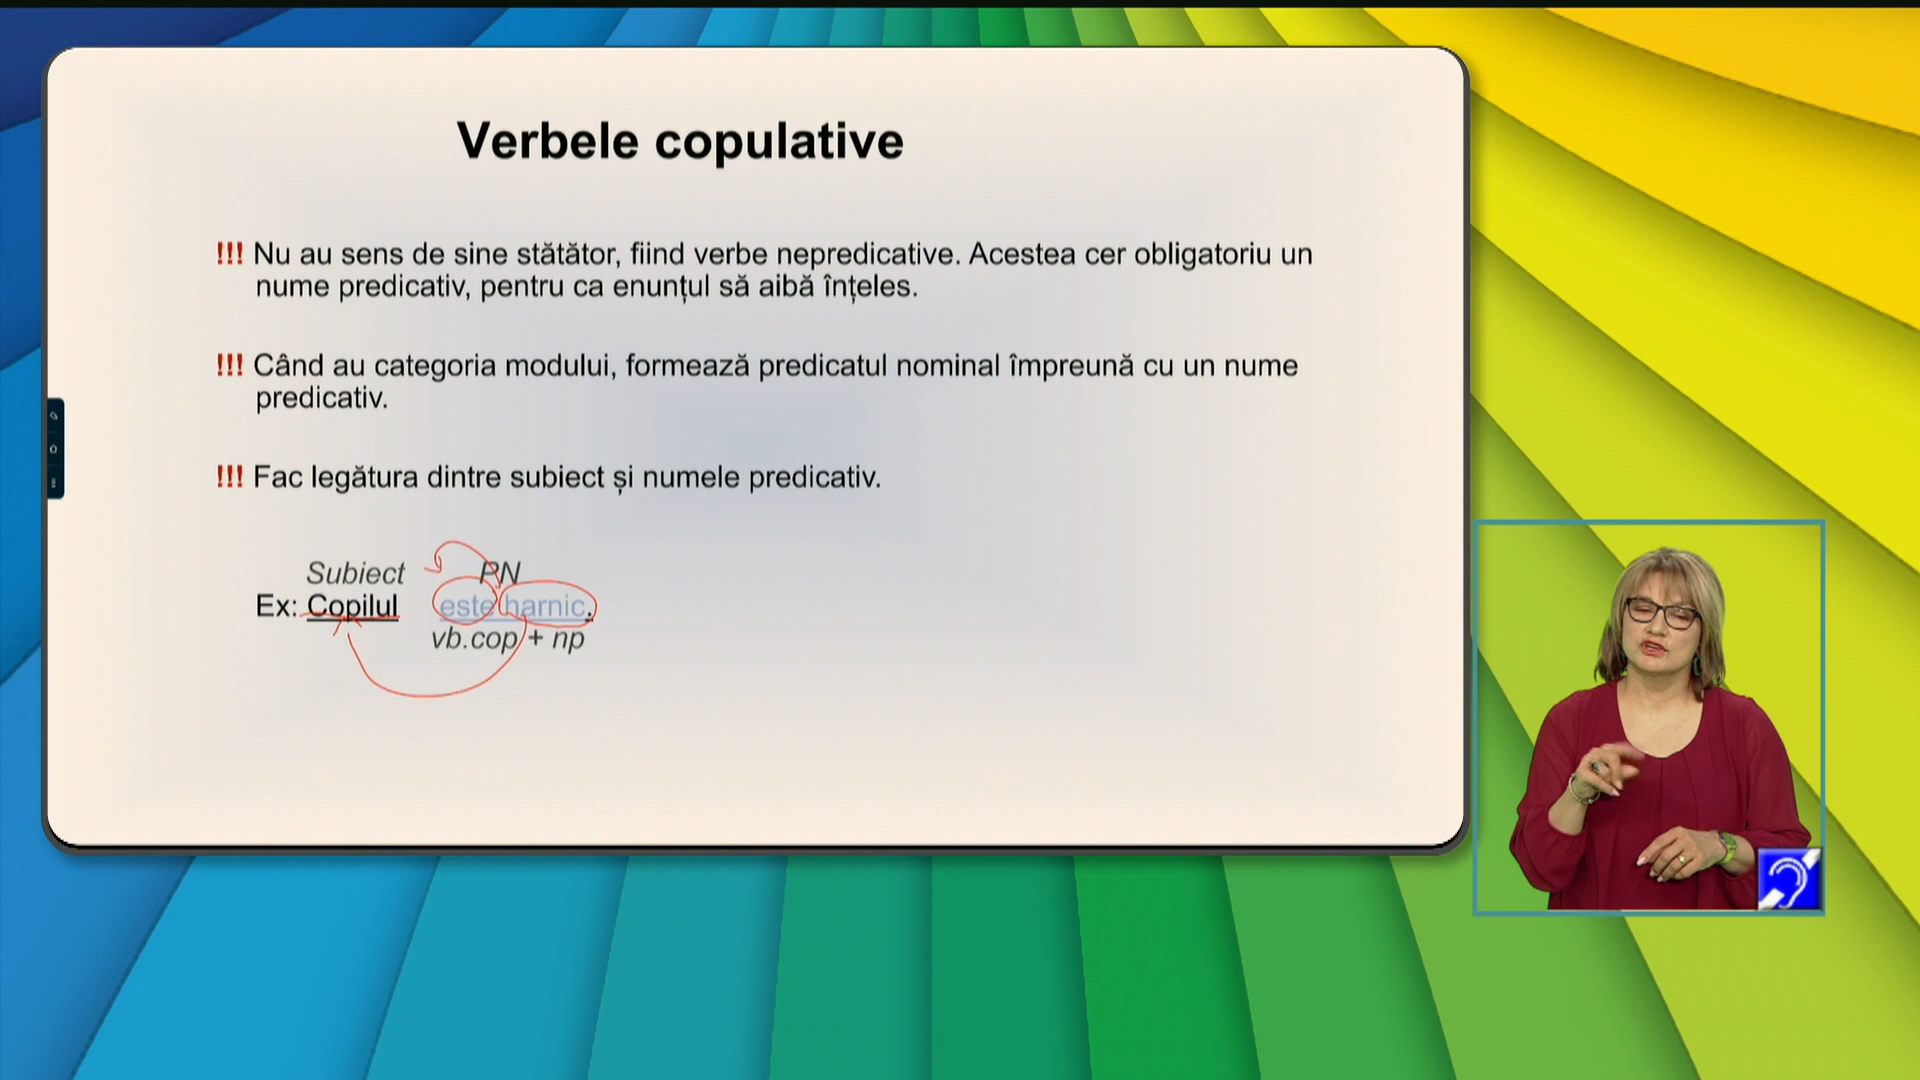 Verbele copulative
!!! Nu au sens de sine stătător, fiind verbe nepredicative. Acestea cer obligatoriu un
nume predicativ, pentru ca enunțul să aibă înțeles.
!!! Când au categoria modului, formează predicatul nominal împreună cu un nume
predicativ.
!!! Fac legătura dintre subiect și numele predicativ.
Subiect PN
Ex: Copilul este harnic.
vb.cop + np